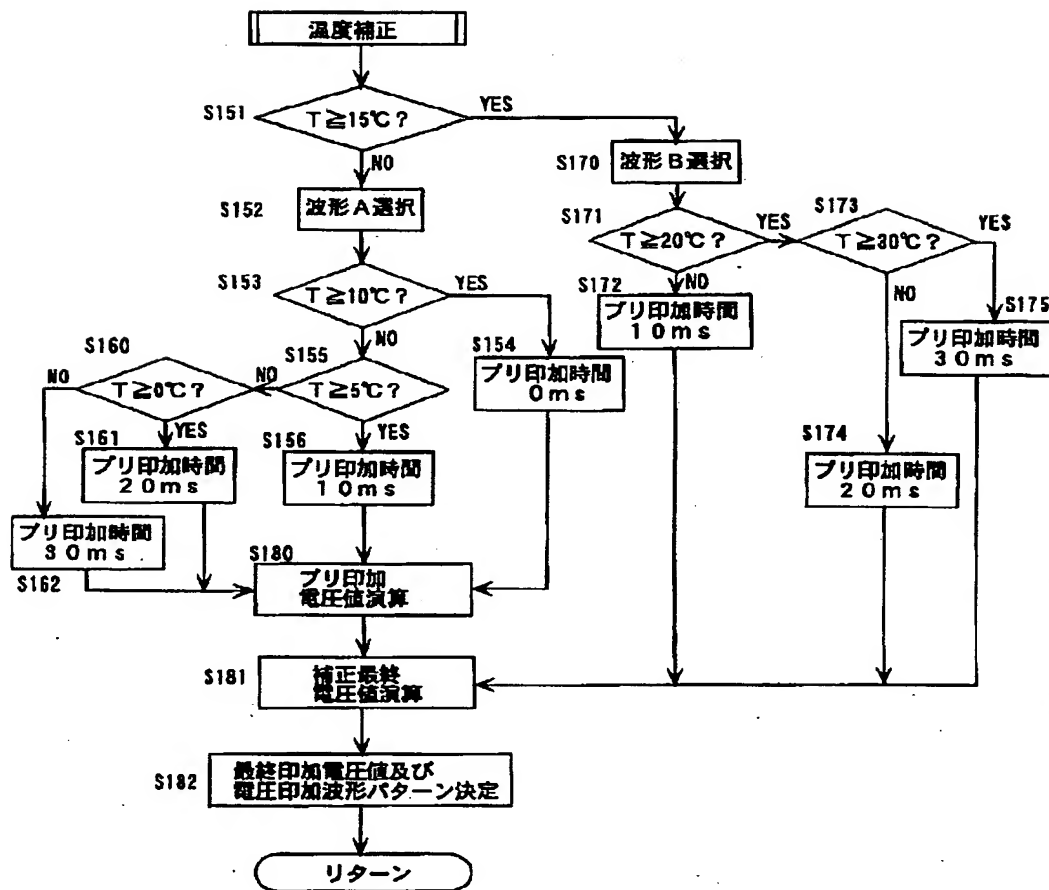 温度補正
S151
T≧15℃?
YES
NO
S170
波形B選択
S152
波形A選択
S171
T≧20℃?
YES
S173
T≧30℃?
YES
S153
T≧10℃?
YES
NO
S172
NO
プリ印加時間
10ms
NO
S175
プリ印加時間
30ms
S160
T≧0℃?
NO
S155
T≧5℃?
NO
S154
プリ印加時間
0ms
YES
S161
プリ印加時間
20ms
YES
S156
プリ印加時間
10ms
S174
プリ印加時間
20ms
プリ印加時間
30ms
S162
S180
プリ印加
電圧値演算
S181
補正最終
電圧値演算
S182
最終印加電圧値及び
電圧印加波形パターン決定
リターン